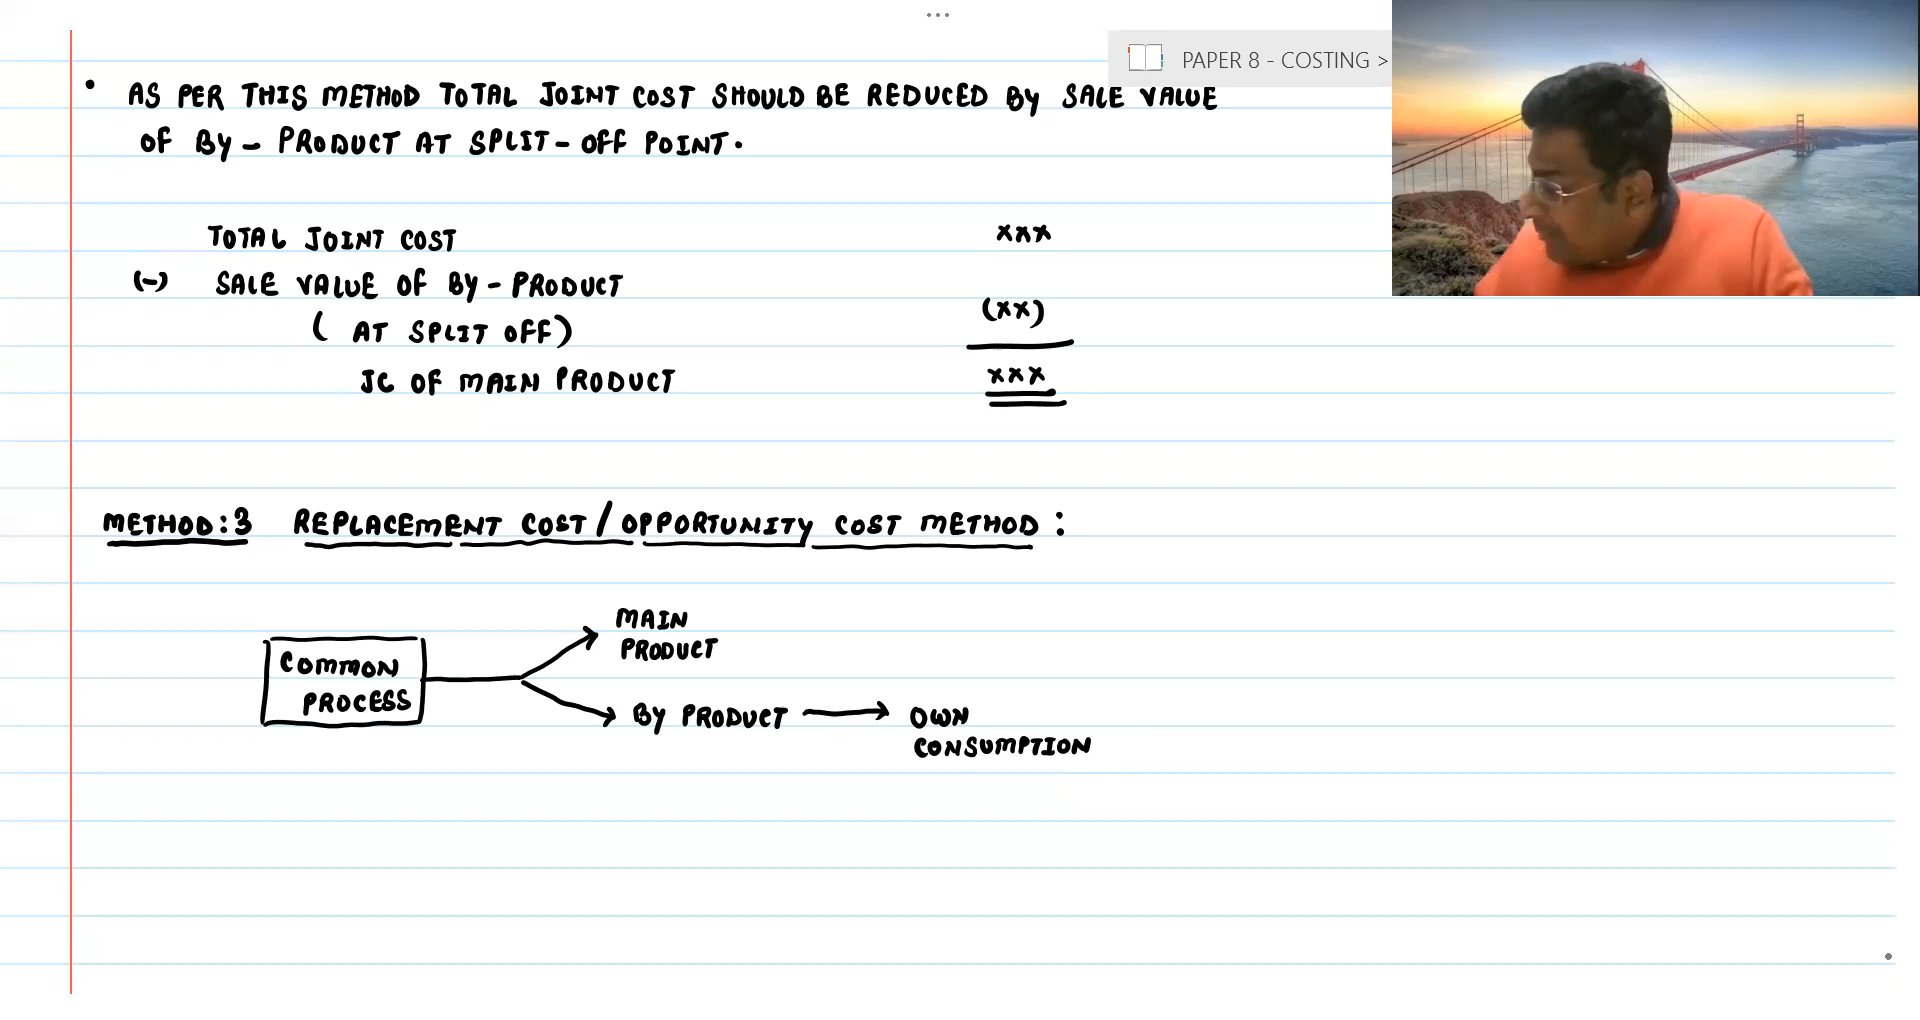 PAPER 8 - COSTING >
• AS PER THIS METHOD TOTAL JOINT COST SHOULD BE REDUCED BY SALE VALUE
OF BY - PRODUCT AT SPLIT - OFF POINT.
TOTAL JOINT COST xxx
(-) SALE VALUE OF BY - PRODUCT
( AT SPLIT OFF) (xx)
JC OF MAIN PRODUCT xxx
METHOD:3 REPLACEMENT COST / OPPORTUNITY COST METHOD :
MAIN
PRODUCT
COMMON
PROCESS
BY PRODUCT
OWN
CONSUMPTION